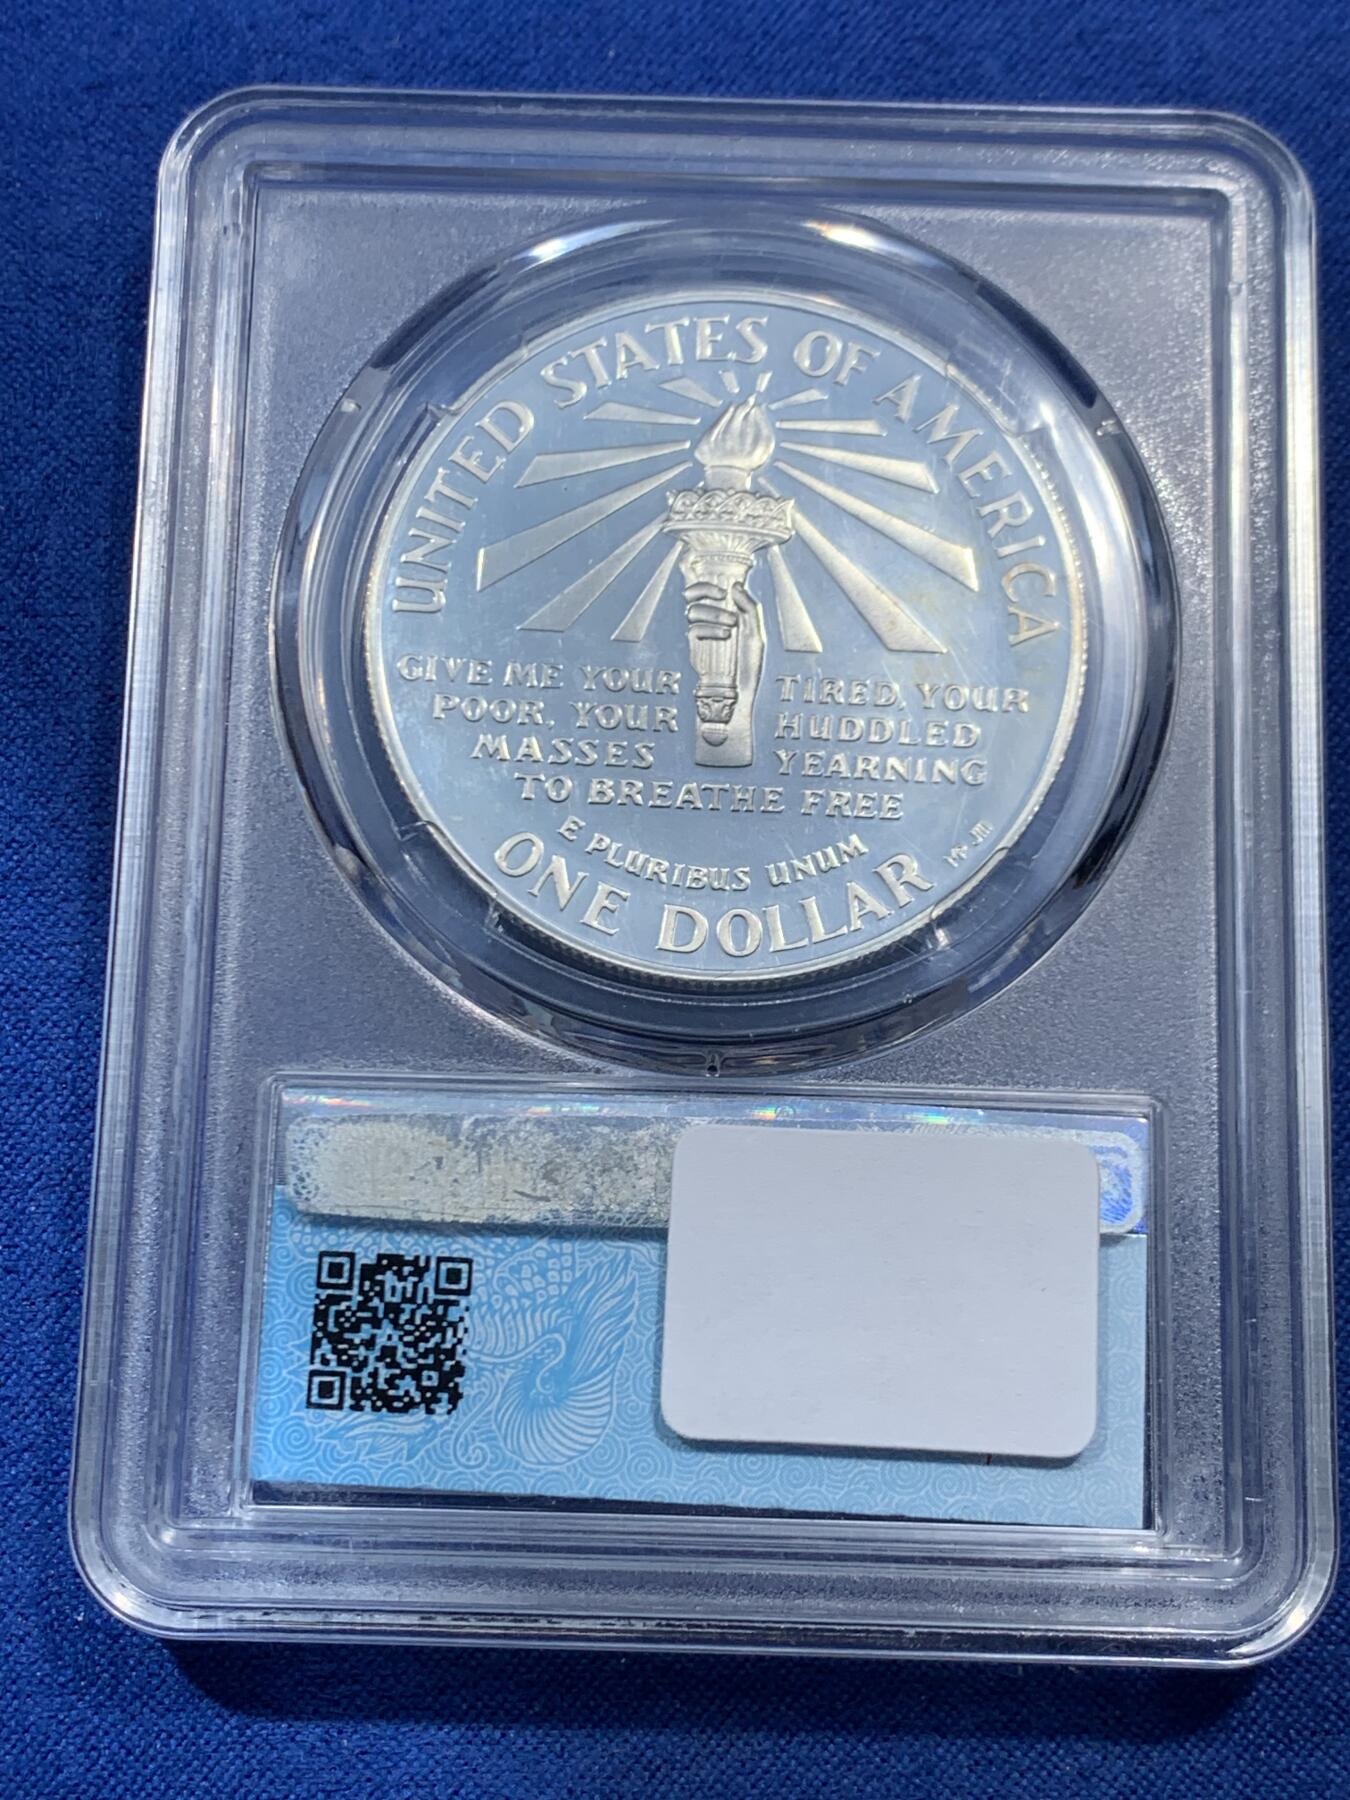 UNITED STATES OF AMERICA
GIVE ME YOUR TIRED, YOUR
POOR, YOUR HUDDLED
MASSES YEARNING
TO BREATHE FREE
E PLURIBUS UNUM
ONE DOLLAR